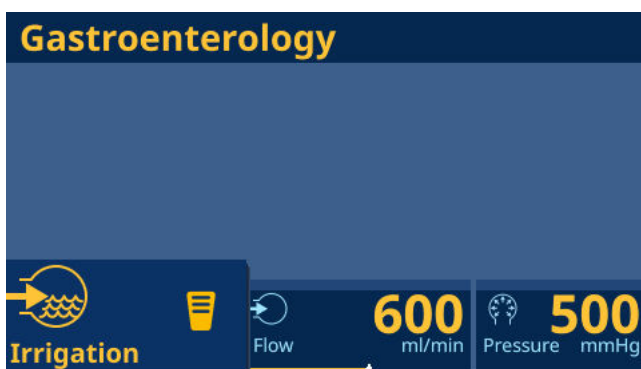 Gastroenterology
600
500
Irrigation
Flow
ml/min
Pressure
mmHg